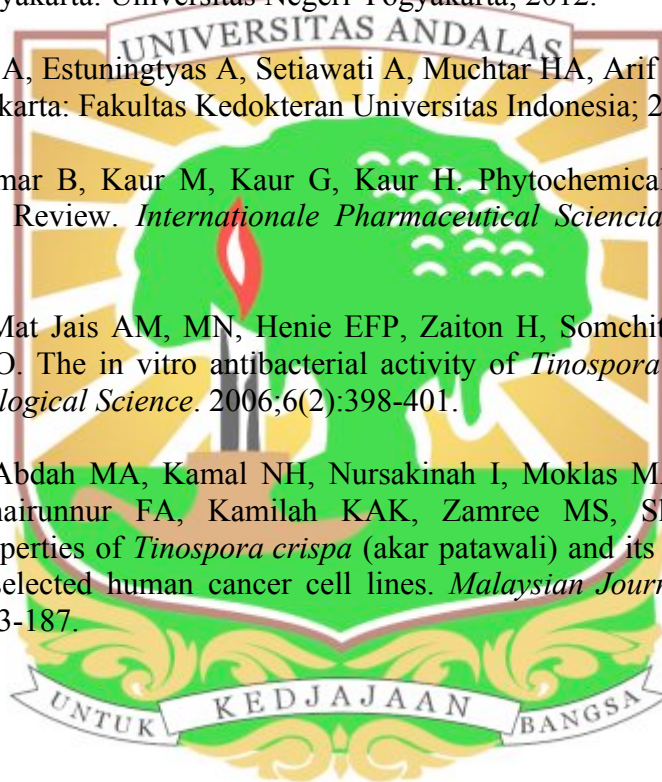 yakarta: Universitas Negeri Yogyakarta; 2012.
UNIVERSITAS ANDALAS
A, Estuningtyas A, Setiawati A, Muchtar HA, Arif
karta: Fakultas Kedokteran Universitas Indonesia; 2
mar B, Kaur M, Kaur G, Kaur H. Phytochemical
Review. Internationale Pharmaceutical Sciencia
Mat Jais AM, MN, Henie EFP, Zaiton H, Somchit
O. The in vitro antibacterial activity of Tinospora
logical Science. 2006;6(2):398-401.
Abdah MA, Kamal NH, Nursakinah I, Moklas M
nairunnur FA, Kamilah KAK, Zamree MS, S
perties of Tinospora crispa (akar patawali) and its
selected human cancer cell lines. Malaysian Journ
3-187.
UNTUK KEDJAJAAN BANGSA